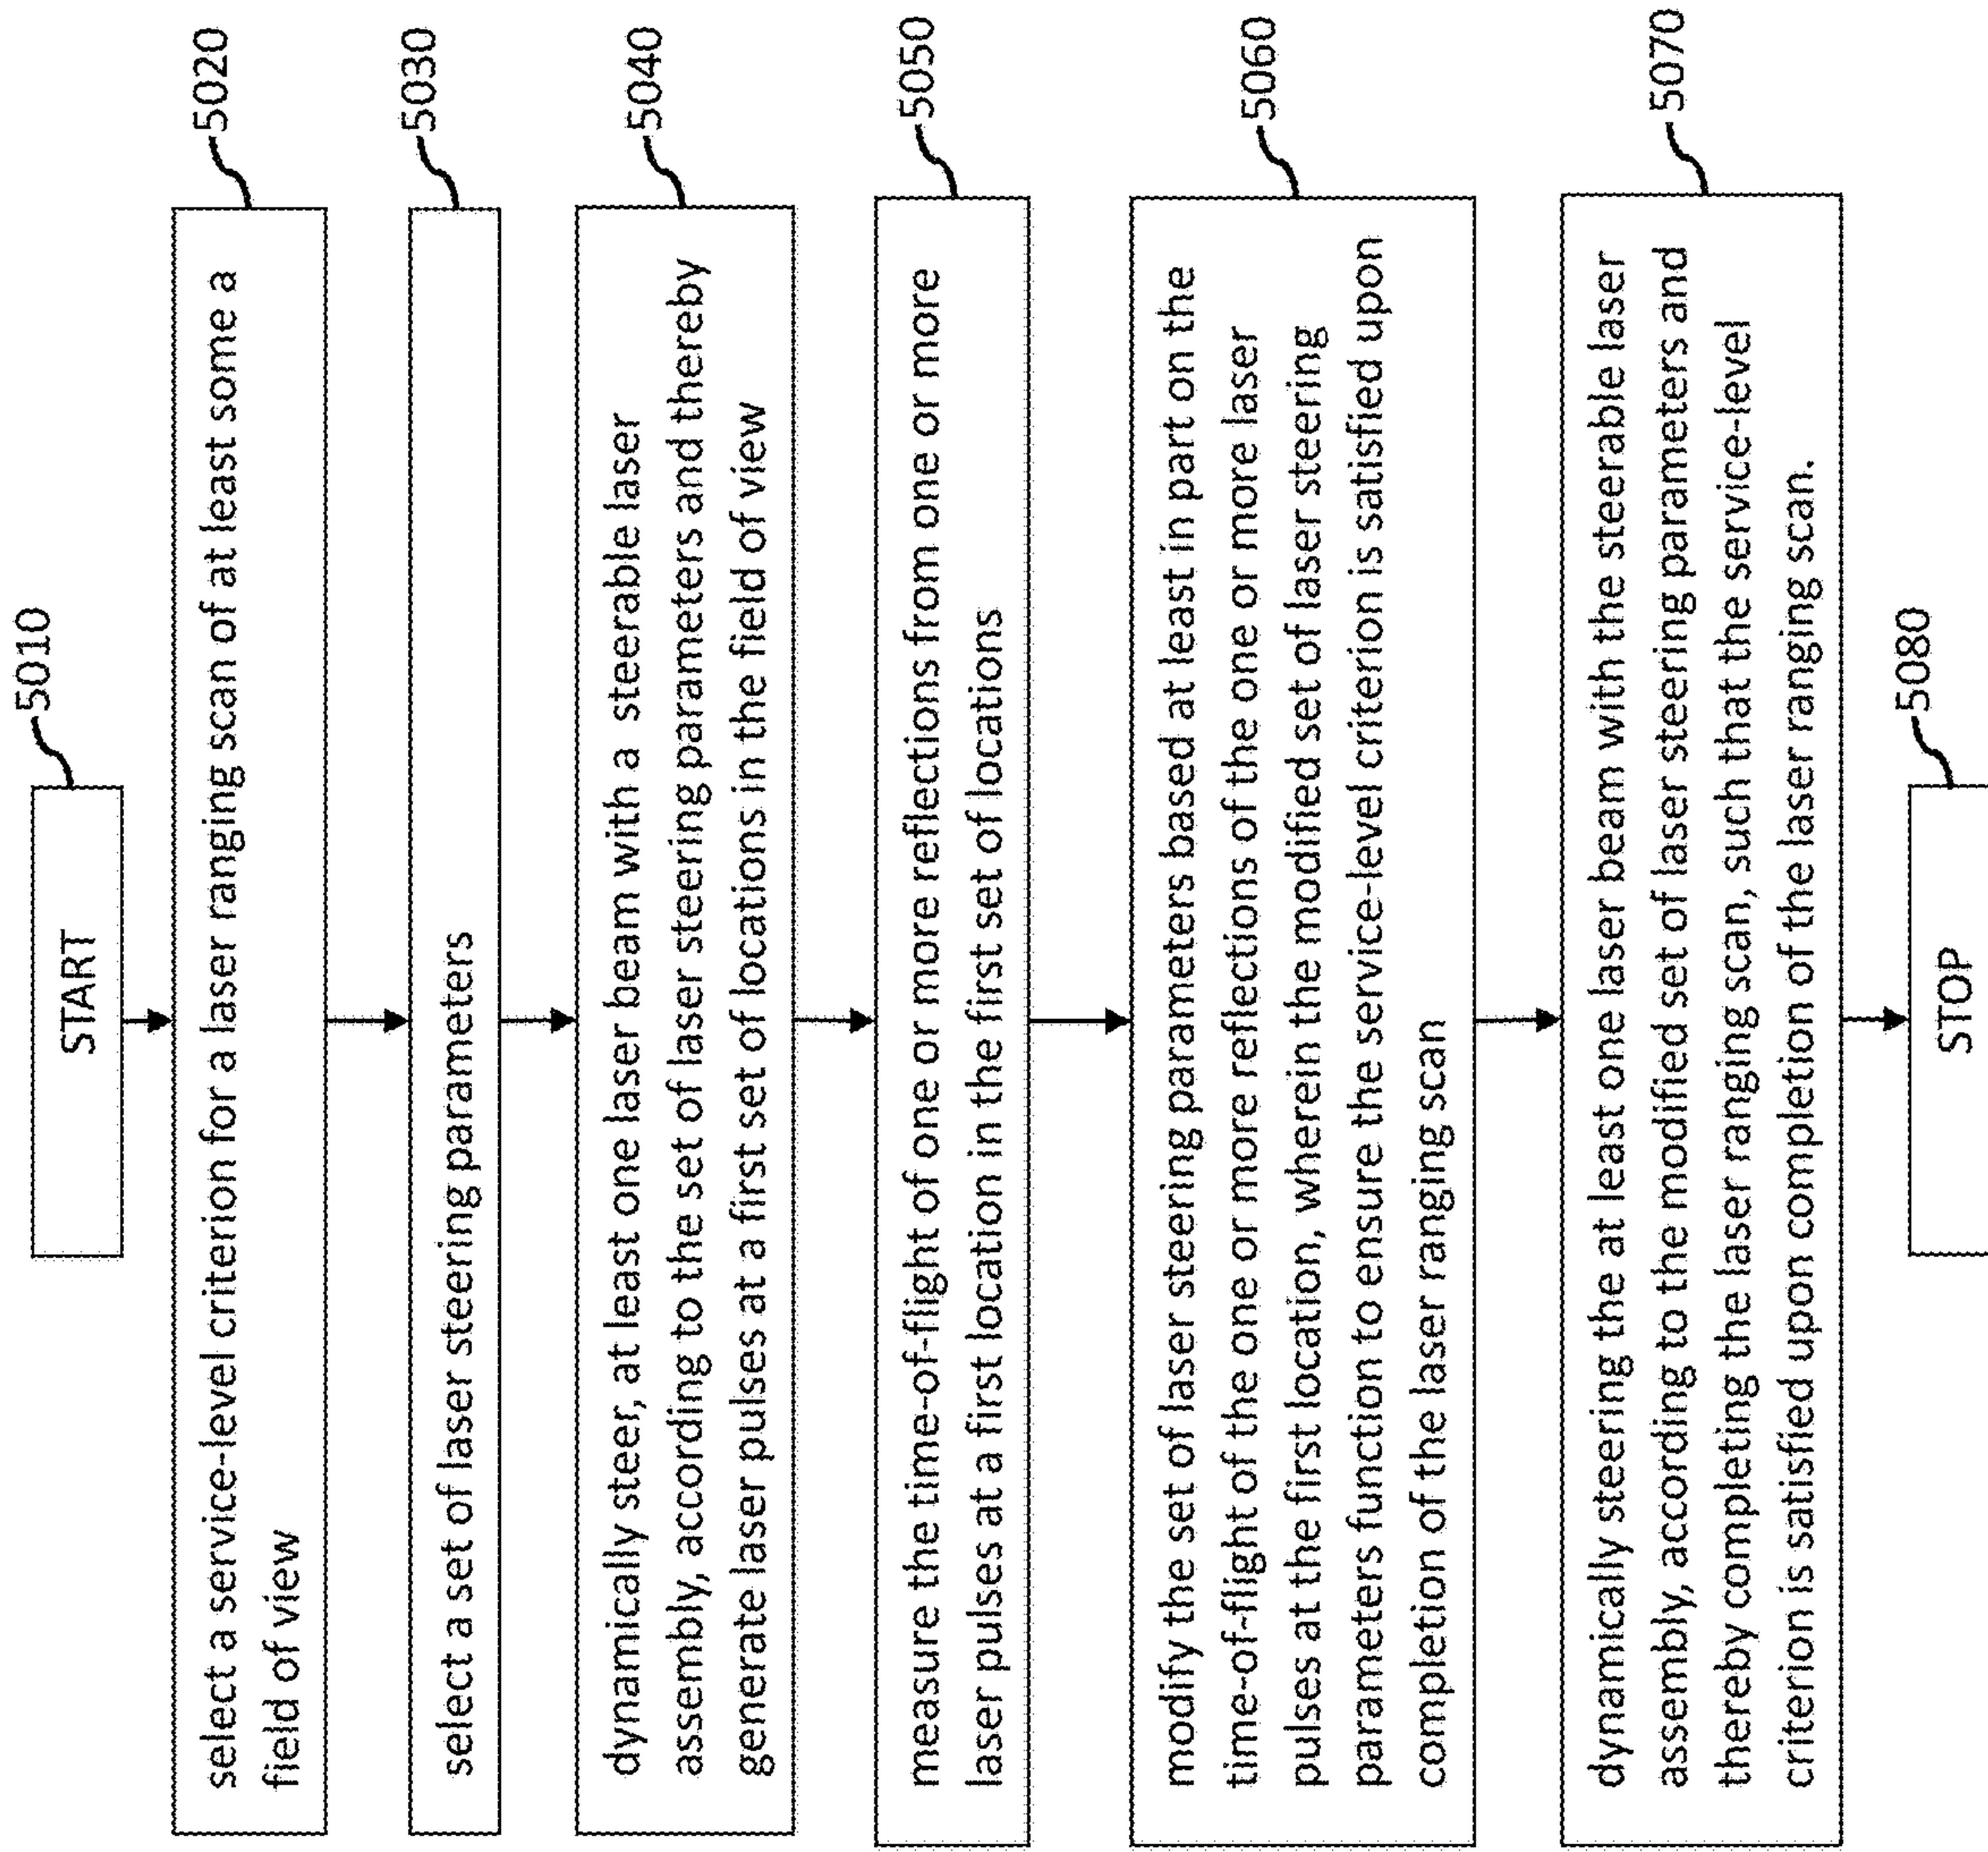 START
5010
select a service-level criterion for a laser ranging scan of at least some a
field of view
5020
select a set of laser steering parameters
5030
dynamically steer, at least one laser beam with a steerable laser
assembly, according to the set of laser steering parameters and thereby
generate laser pulses at a first set of locations in the field of view
5040
measure the time-of-flight of one or more reflections from one or more
laser pulses at a first location in the first set of locations
5050
modify the set of laser steering parameters based at least in part on the
time-of-flight of the one or more reflections of the one or more laser
pulses at the first location, wherein the modified set of laser steering
parameters function to ensure the service-level criterion is satisfied upon
completion of the laser ranging scan
5060
dynamically steering the at least one laser beam with the steerable laser
assembly, according to the modified set of laser steering parameters and
thereby completing the laser ranging scan, such that the service-level
criterion is satisfied upon completion of the laser ranging scan.
5070
STOP
5080